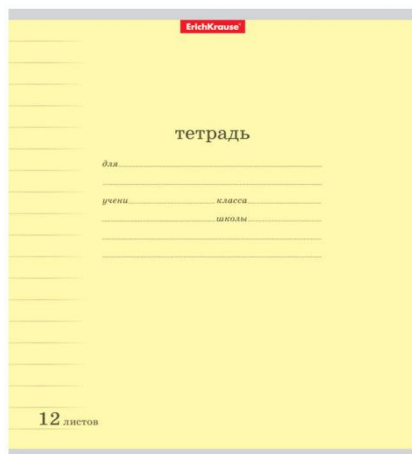 ErichKrause
тетрадь
для
учени класса
школы
12 листов